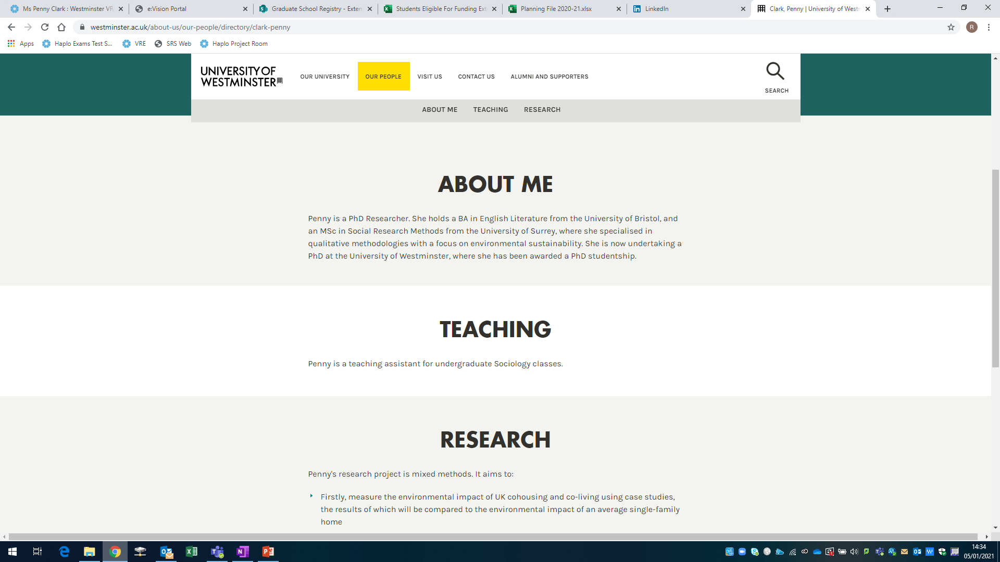 Ms Penny Clark : Westminster VR
e:Vision Portal
Graduate School Registry - Exten
Students Eligible For Funding Ext
Planning File 2020-21.xlsx
LinkedIn
Clark, Penny | University of Westm
westminster.ac.uk/about-us/our-people/directory/clark-penny
R
Apps
Haplo Exams Test S...
VRE
SRS Web
Haplo Project Room
UNIVERSITY OF
WESTMINSTER
OUR UNIVERSITY
OUR PEOPLE
VISIT US
CONTACT US
ALUMNI AND SUPPORTERS
SEARCH
ABOUT ME
TEACHING
RESEARCH
ABOUT ME
Penny is a PhD Researcher. She holds a BA in English Literature from the University of Bristol, and
an MSc in Social Research Methods from the University of Surrey, where she specialised in
qualitative methodologies with a focus on environmental sustainability. She is now undertaking a
PhD at the University of Westminster, where she has been awarded a PhD studentship.
TEACHING
Penny is a teaching assistant for undergraduate Sociology classes.
RESEARCH
Penny's research project is mixed methods. It aims to:
Firstly, measure the environmental impact of UK cohousing and co-living using case studies,
the results of which will be compared to the environmental impact of an average single-family
home
14:34
05/01/2021